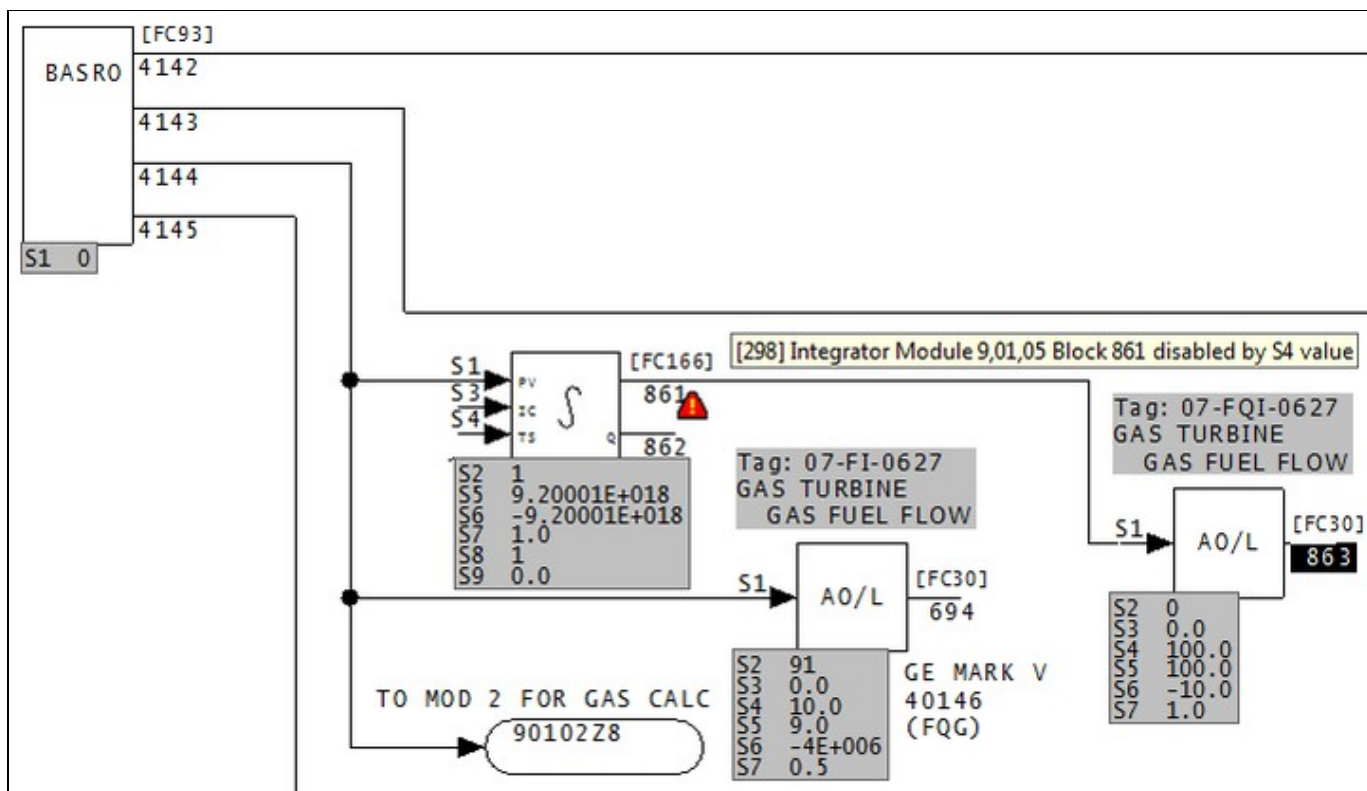 [FC93]
BASRO
4142
4143
4144
4145
S1 0
[298] Integrator Module 9,01,05 Block 861 disabled by S4 value
S1
S3
S4
PV
IC
TS
Q
[FC166]
861
862
S2 1
S5 9.20001E+018
S6 -9.20001E+018
S7 1.0
S8 1
S9 0.0
Tag: 07-FI-0627
GAS TURBINE
GAS FUEL FLOW
S1
AO/L
[FC30]
694
S2 91
S3 0.0
S4 10.0
S5 9.0
S6 -4E+006
S7 0.5
GE MARK V
40146
(FQG)
Tag: 07-FQI-0627
GAS TURBINE
GAS FUEL FLOW
S1
AO/L
[FC30]
863
S2 0
S3 0.0
S4 100.0
S5 100.0
S6 -10.0
S7 1.0
TO MOD 2 FOR GAS CALC
90102Z8